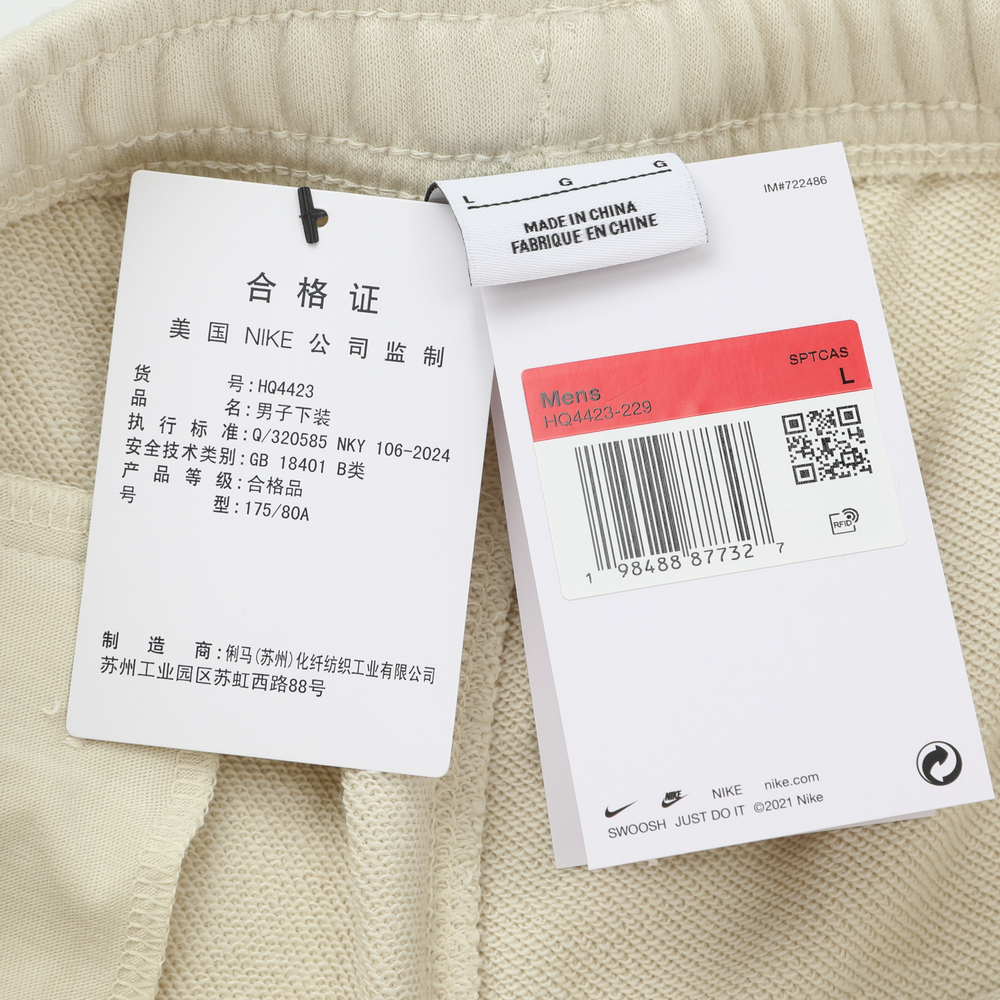 合格证
美国 NIKE 公司监制
货号:HQ4423
品名:男子下装
执行标准:Q/320585 NKY 106-2024
安全技术类别:GB 18401 B类
产品等级:合格品
号型:175/80A
制造商:俐马(苏州)化纤纺织工业有限公司
苏州工业园区苏虹西路88号
L G G
MADE IN CHINA
FABRIQUE EN CHINE
IM#722486
SPTCAS
Mens L
HQ4423-229
1 98488 87732 7
RFID
NIKE NIKE nike.com
SWOOSH JUST DO IT ©2021 Nike